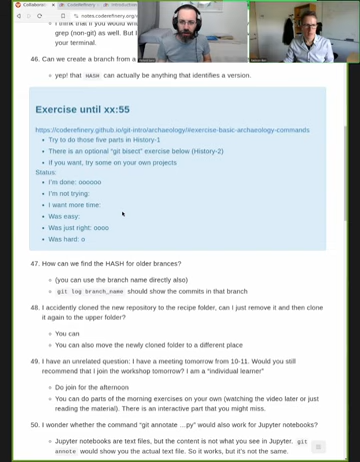 Collabora
notes.coderefinery.or
I think that if you would wi
grep (non-git) as well. But I
your terminal.
46. Can we create a branch from a
yep! that HASH can actually be anything that identifies a version.
Exercise until xx:55
https://coderefinery.github.io/git-intro/archaeology/#exercise-basic-archaeology-commands
Try to do those five parts in History-1
There is an optional "git bisect" exercise below (History-2)
If you want, try some on your own projects
Status:
I'm done: oooooo
I'm not trying:
I want more time:
Was easy:
Was just right: oooo
Was hard: o
47. How can we find the HASH for older brances?
(you can use the branch name directly also)
git log branch_name should show the commits in that branch
48. I accidently cloned the new repository to the recipe folder, can I just remove it and then clone
it again to the upper folder?
You can
You can also move the newly cloned folder to a different place
49. I have an unrelated question: I have a meeting tomorrow from 10-11. Would you still
recommend that I join the workshop tomorrow? I am a "individual learner"
Do join for the afternoon
You can do parts of the morning exercises on your own (watching the video later or just
reading the material). There is an interactive part that you might miss.
50. I wonder whether the command "git annotate ...py" would also work for Jupyter notebooks?
Jupyter notebooks are text files, but the content is not what you see in Jupyter. git
annote would show you the actual text file. So it works, but it's not the same.